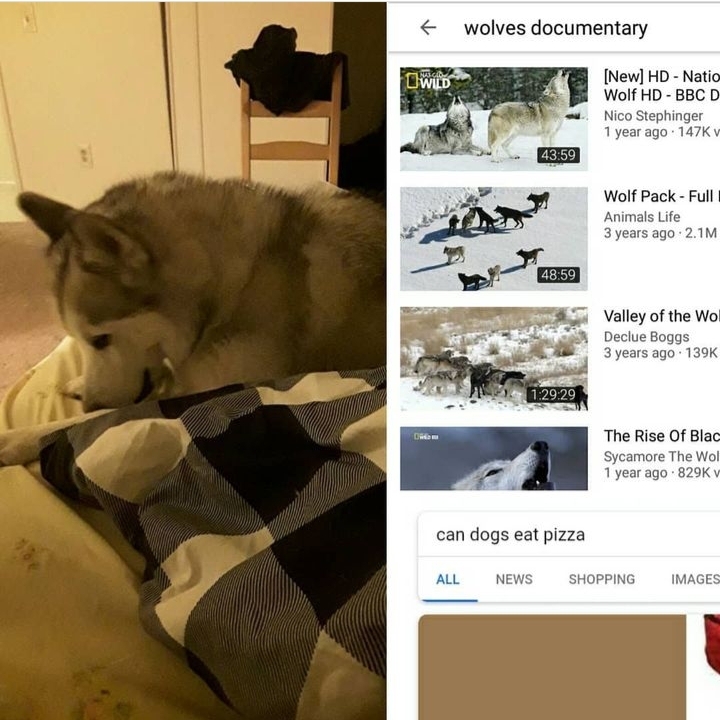 wolves documentary
NAT GEO
WILD
43:59
[New] HD - Natio
Wolf HD - BBC D
Nico Stephinger
1 year ago · 147K v
48:59
Wolf Pack - Full
Animals Life
3 years ago · 2.1M
1:29:29
Valley of the Wol
Declue Boggs
3 years ago · 139K
The Rise Of Blac
Sycamore The Wol
1 year ago · 829K v
can dogs eat pizza
ALL NEWS SHOPPING IMAGES